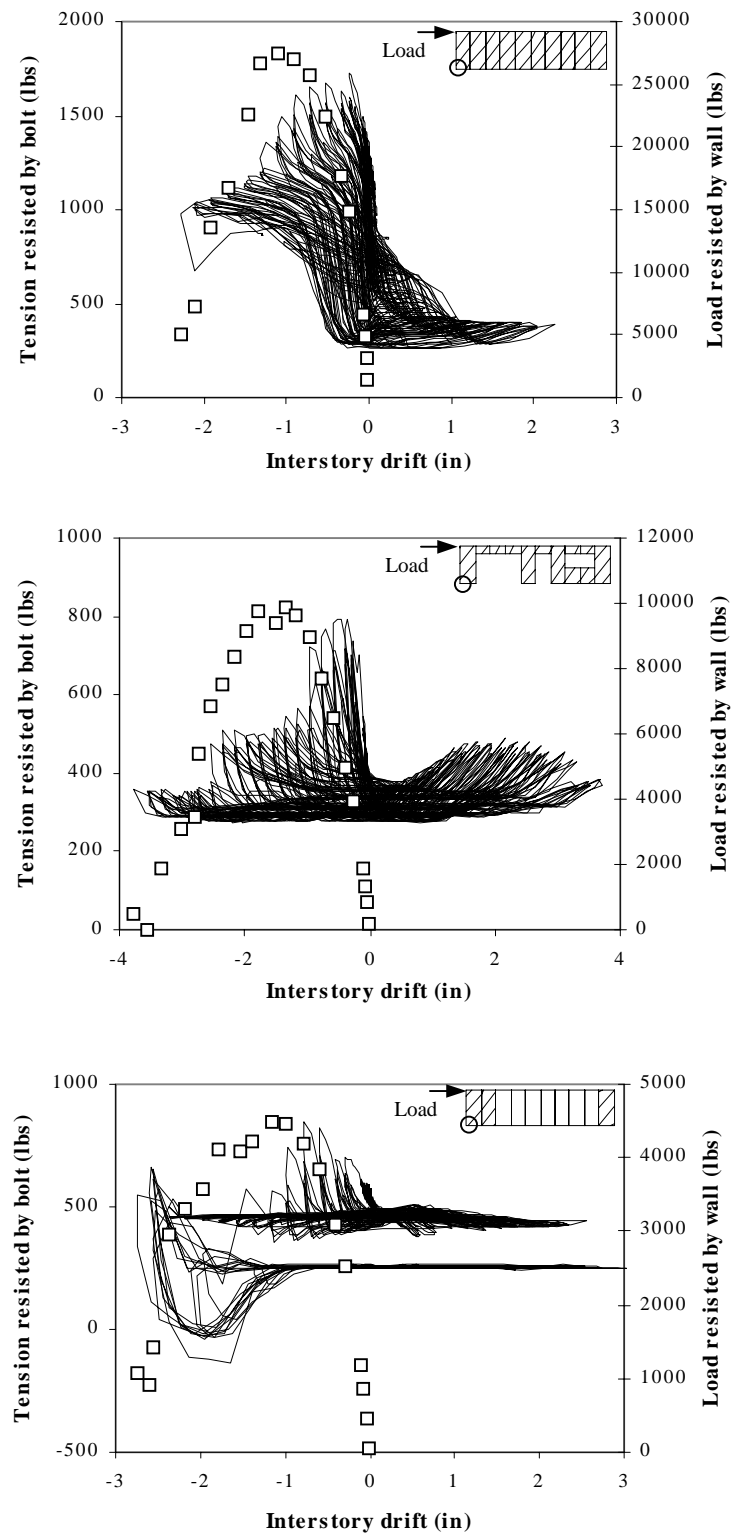 2000
1500
1000
500
0
Tension resisted by bolt (lbs)
30000
25000
20000
15000
10000
5000
0
Load resisted by wall (lbs)
Load
-3 -2 -1 0 1 2 3
Interstory drift (in)
1000
800
600
400
200
0
Tension resisted by bolt (lbs)
12000
10000
8000
6000
4000
2000
0
Load resisted by wall (lbs)
Load
-4 -2 0 2 4
Interstory drift (in)
1000
500
0
-500
Tension resisted by bolt (lbs)
5000
4000
3000
2000
1000
0
Load resisted by wall (lbs)
Load
-3 -2 -1 0 1 2 3
Interstory drift (in)